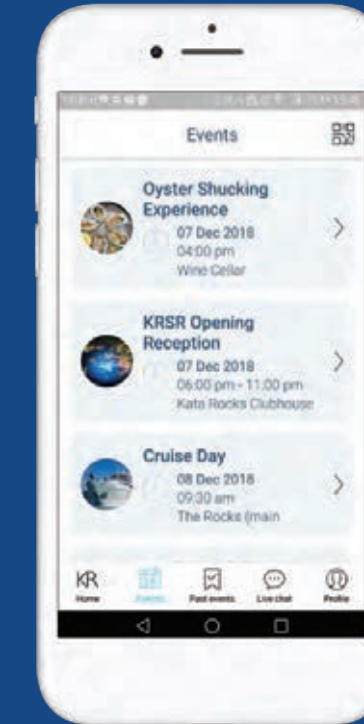 Events
Oyster Shucking
Experience
07 Dec 2018
04:00 pm
Wine Cellar
KRSR Opening
Reception
07 Dec 2018
06:00 pm - 11:00 pm
Kata Rocks Clubhouse
Cruise Day
08 Dec 2018
09:30 am
The Rocks (main
KR
Home
Events
Past events
Live chat
Profile